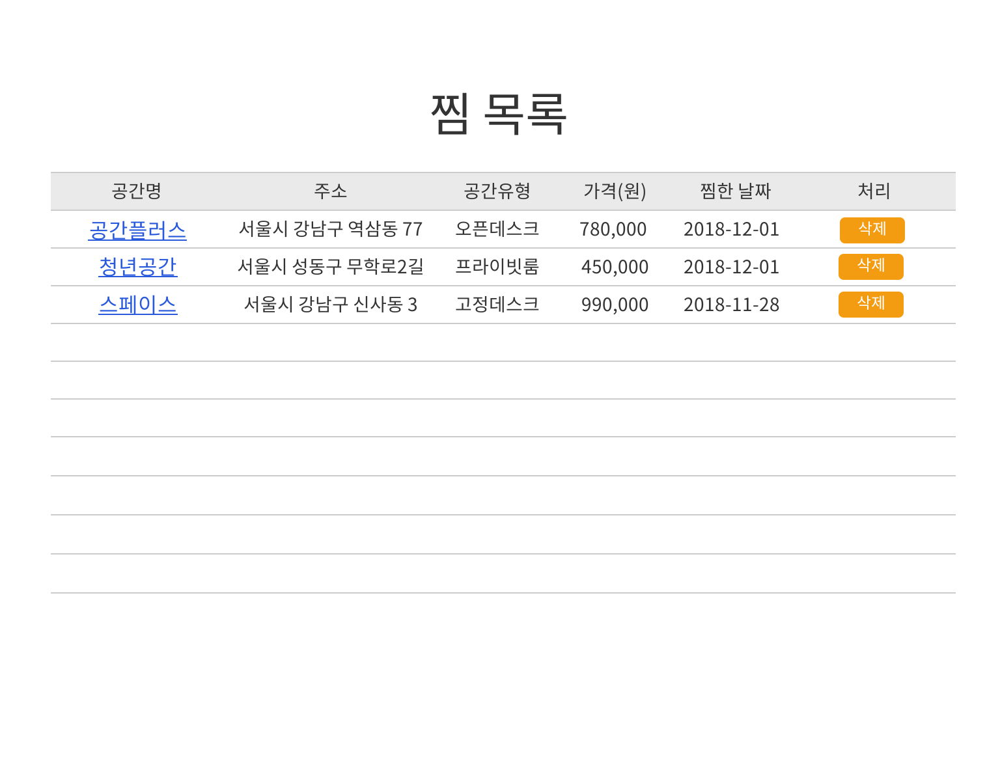 찜 목록
공간명 주소 공간유형 가격(원) 찜한 날짜 처리
공간플러스 서울시 강남구 역삼동 77 오픈데스크 780,000 2018-12-01 삭제
청년공간 서울시 성동구 무학로2길 프라이빗룸 450,000 2018-12-01 삭제
스페이스 서울시 강남구 신사동 3 고정데스크 990,000 2018-11-28 삭제